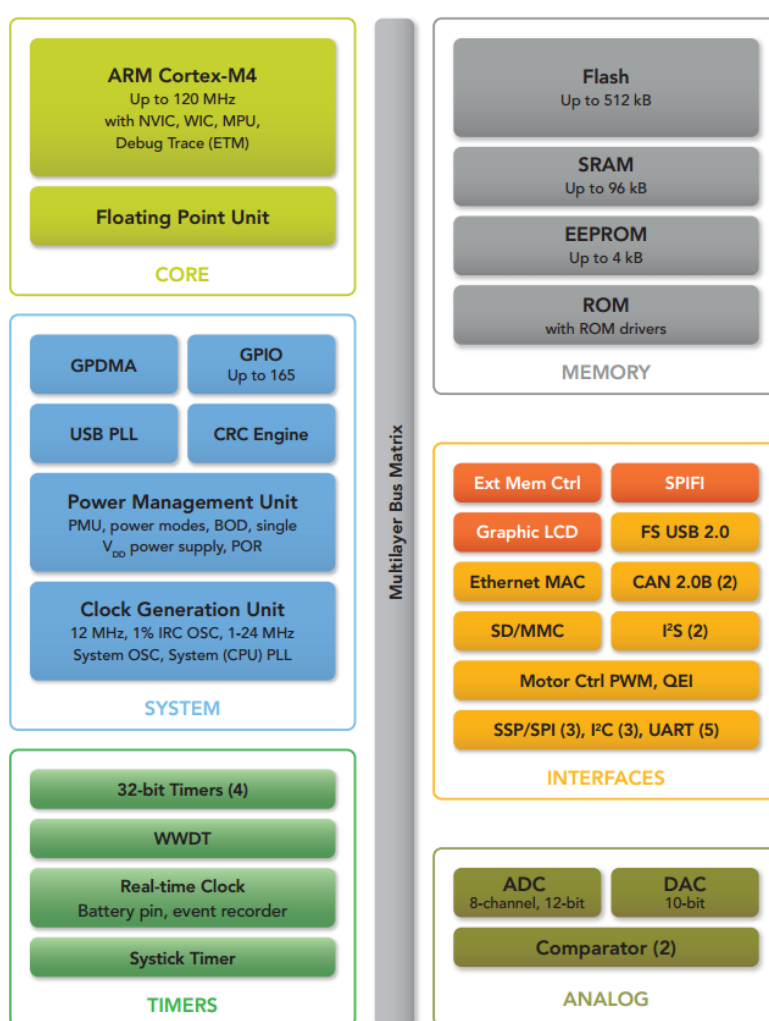 ARM Cortex-M4
Up to 120 MHz
with NVIC, WIC, MPU,
Debug Trace (ETM)
Floating Point Unit
CORE
GPDMA
GPIO
Up to 165
USB PLL
CRC Engine
Power Management Unit
PMU, power modes, BOD, single
V_DD power supply, POR
Clock Generation Unit
12 MHz, 1% IRC OSC, 1-24 MHz
System OSC, System (CPU) PLL
SYSTEM
32-bit Timers (4)
WWDT
Real-time Clock
Battery pin, event recorder
Systick Timer
TIMERS
Multilayer Bus Matrix
Flash
Up to 512 kB
SRAM
Up to 96 kB
EEPROM
Up to 4 kB
ROM
with ROM drivers
MEMORY
Ext Mem Ctrl
SPIFI
Graphic LCD
FS USB 2.0
Ethernet MAC
CAN 2.0B (2)
SD/MMC
I²S (2)
Motor Ctrl PWM, QEI
SSP/SPI (3), I²C (3), UART (5)
INTERFACES
ADC
8-channel, 12-bit
DAC
10-bit
Comparator (2)
ANALOG